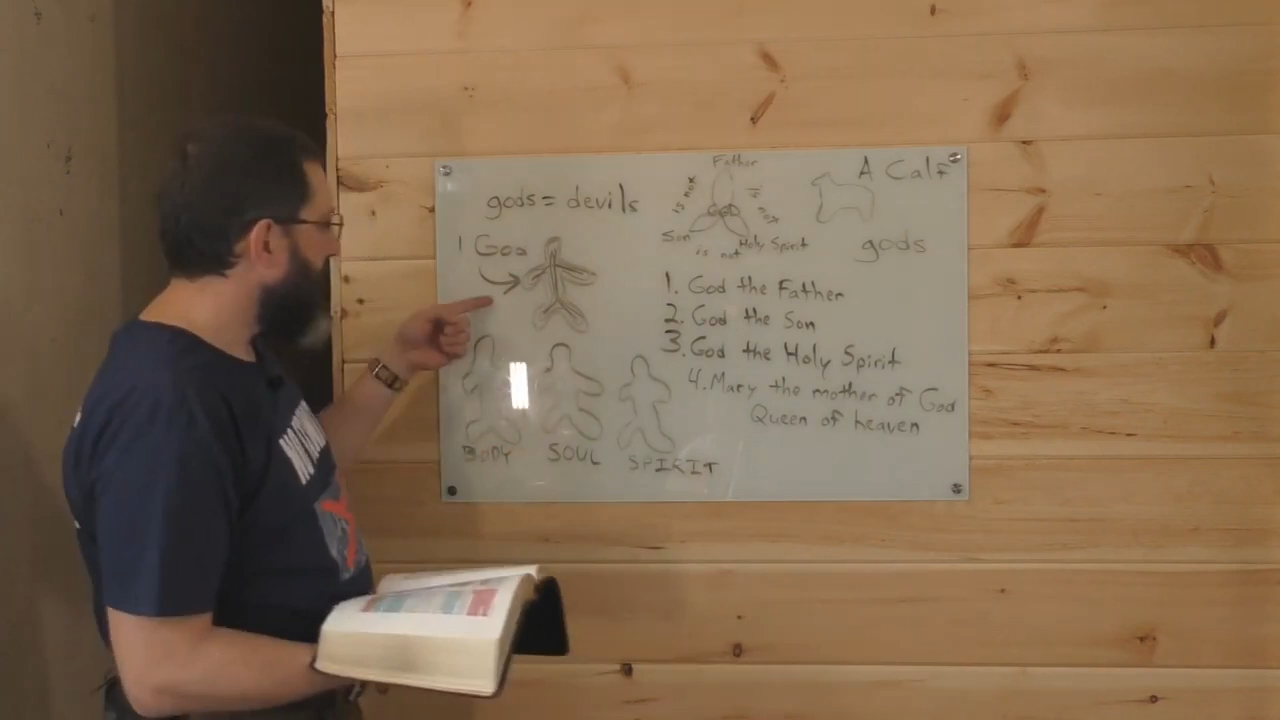 gods = devils
1 God
BODY SOUL SPIRIT
Father
is not
is not
God
Son
Holy Spirit
is not
A Calf
gods
1. God the Father
2. God the Son
3. God the Holy Spirit
4. Mary the mother of God
Queen of heaven